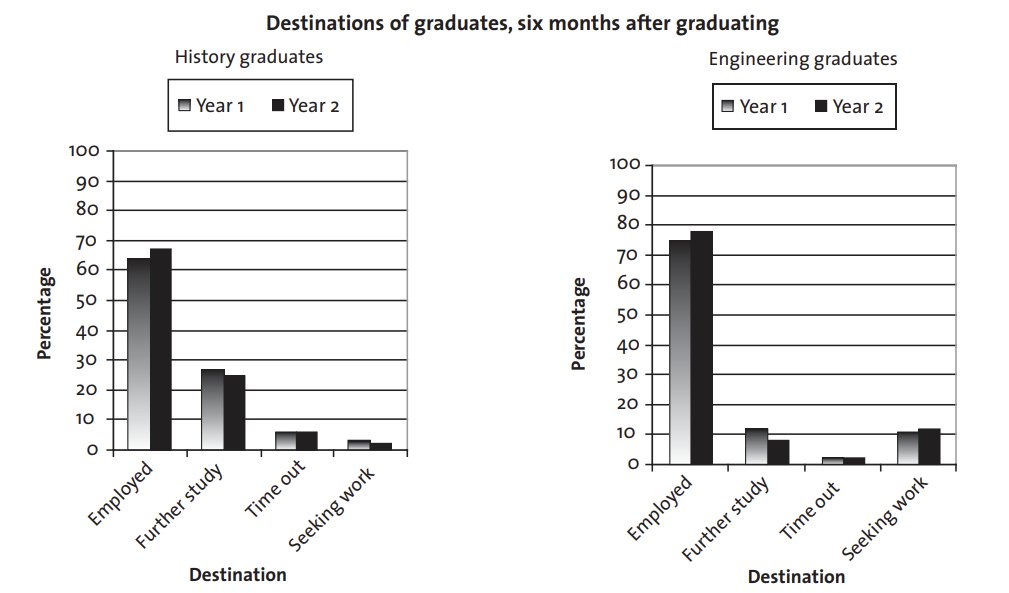 Destinations of graduates, six months after graduating
History graduates
Year 1 Year 2
Percentage
100
90
80
70
60
50
40
30
20
10
0
Employed
Further study
Time out
Seeking work
Destination
Engineering graduates
Year 1 Year 2
Percentage
100
90
80
70
60
50
40
30
20
10
0
Employed
Further study
Time out
Seeking work
Destination